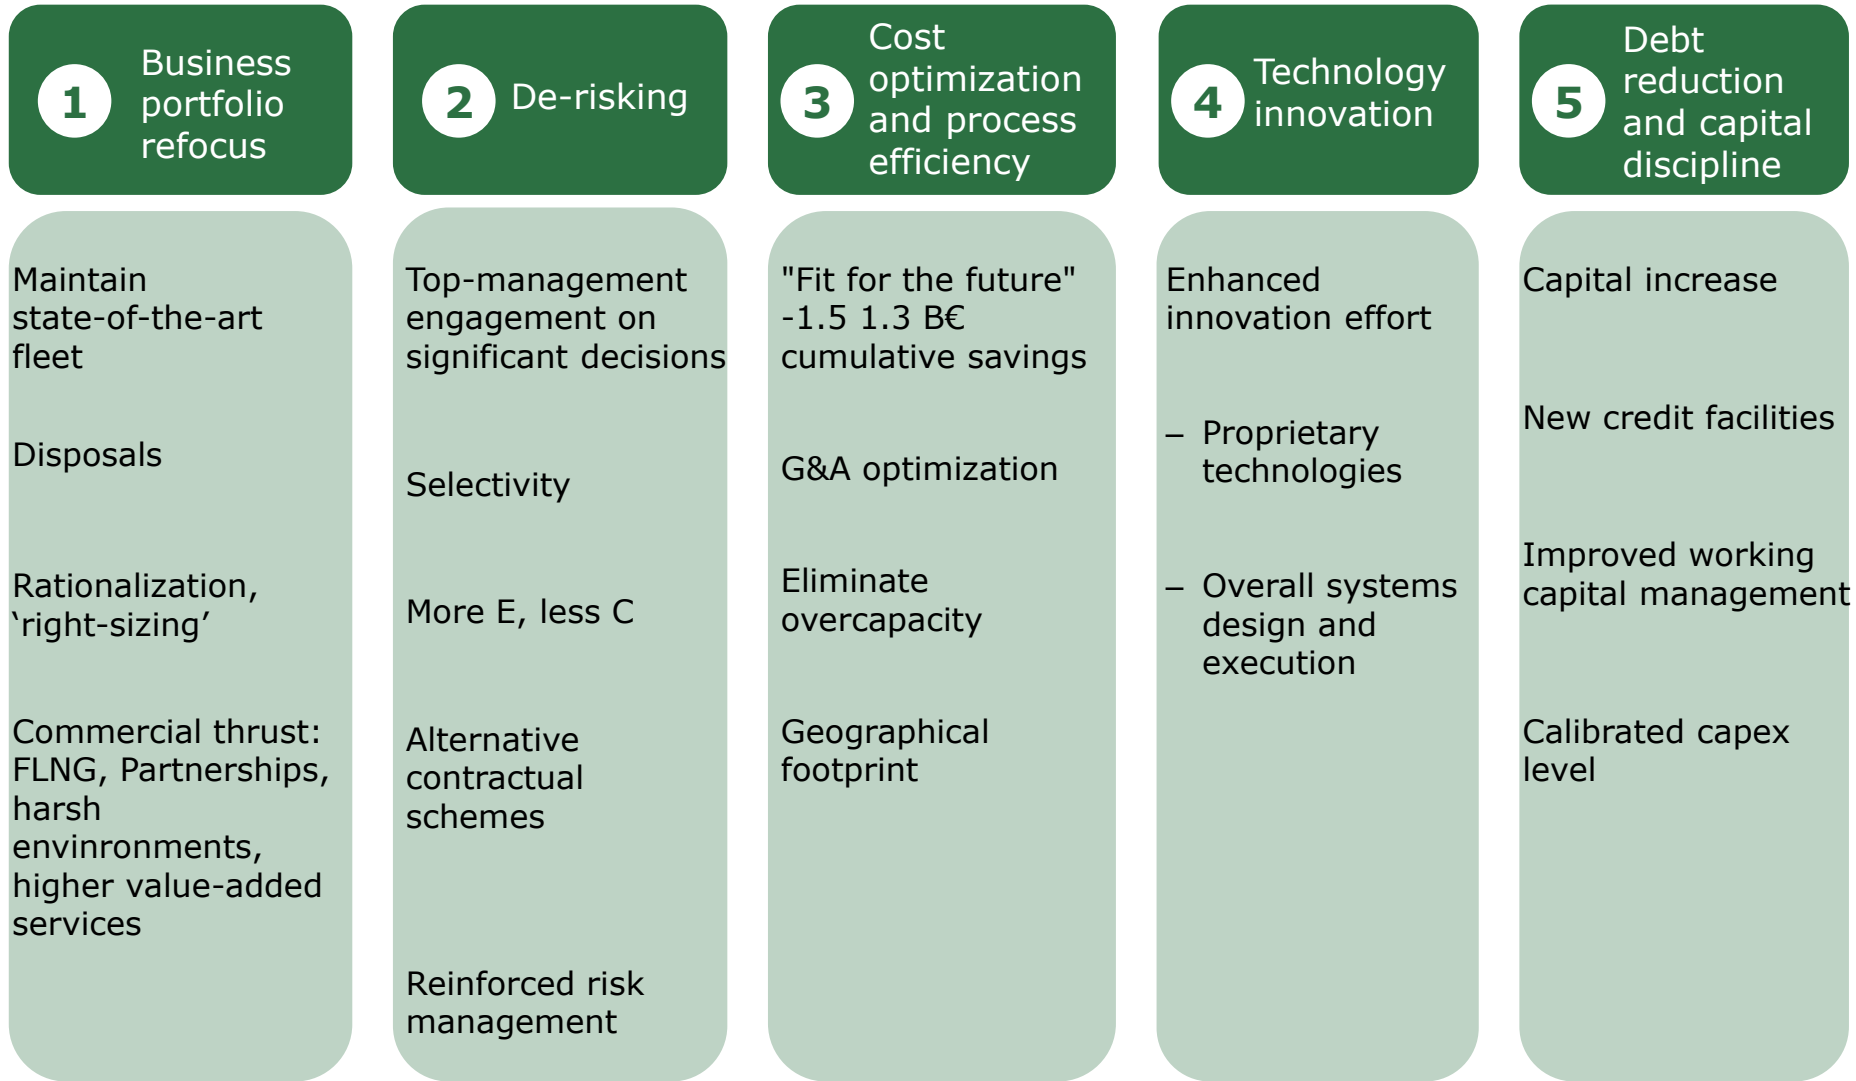 1
Business
portfolio
refocus
Maintain
state-of-the-art
fleet
Disposals
Rationalization,
‘right-sizing’
Commercial thrust:
FLNG, Partnerships,
harsh
envinronments,
higher value-added
services
2
De-risking
Top-management
engagement on
significant decisions
Selectivity
More E, less C
Alternative
contractual
schemes
Reinforced risk
management
3
Cost
optimization
and process
efficiency
"Fit for the future"
-1.5 1.3 B€
cumulative savings
G&A optimization
Eliminate
overcapacity
Geographical
footprint
4
Technology
innovation
Enhanced
innovation effort
– Proprietary
technologies
– Overall systems
design and
execution
5
Debt
reduction
and capital
discipline
Capital increase
New credit facilities
Improved working
capital management
Calibrated capex
level